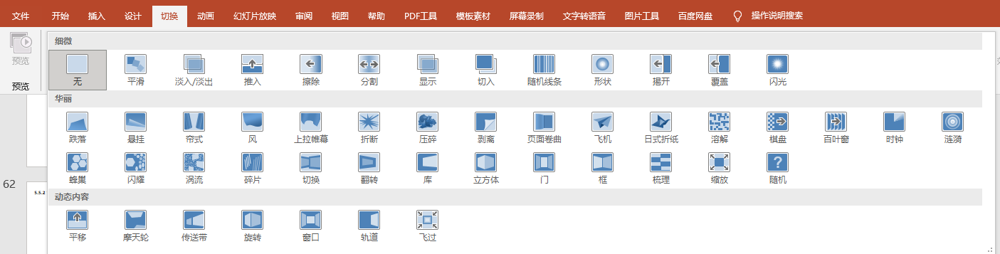 文件 开始 插入 设计 切换 动画 幻灯片放映 审阅 视图 帮助 PDF工具 模板素材 屏幕录制 文字转语音 图片工具 百度网盘 操作说明搜索
预览
预览
细微
无 平滑 淡入/淡出 推入 擦除 分割 显示 切入 随机线条 形状 揭开 覆盖 闪光
华丽
跌落 悬挂 帘式 风 上拉帷幕 折断 压碎 剥离 页面卷曲 飞机 日式折纸 溶解 棋盘 百叶窗 时钟 涟漪
蜂巢 闪耀 涡流 碎片 切换 翻转 库 立方体 门 框 梳理 缩放 随机
动态内容
平移 摩天轮 传送带 旋转 窗口 轨道 飞过
62
5.5.2